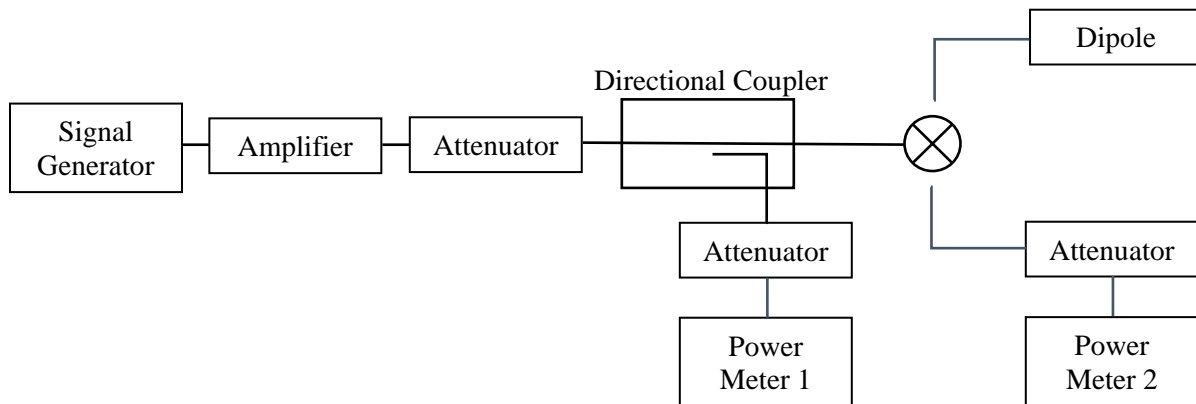 Dipole
Directional Coupler
Signal
Generator
Amplifier
Attenuator
Attenuator
Attenuator
Power
Meter 1
Power
Meter 2